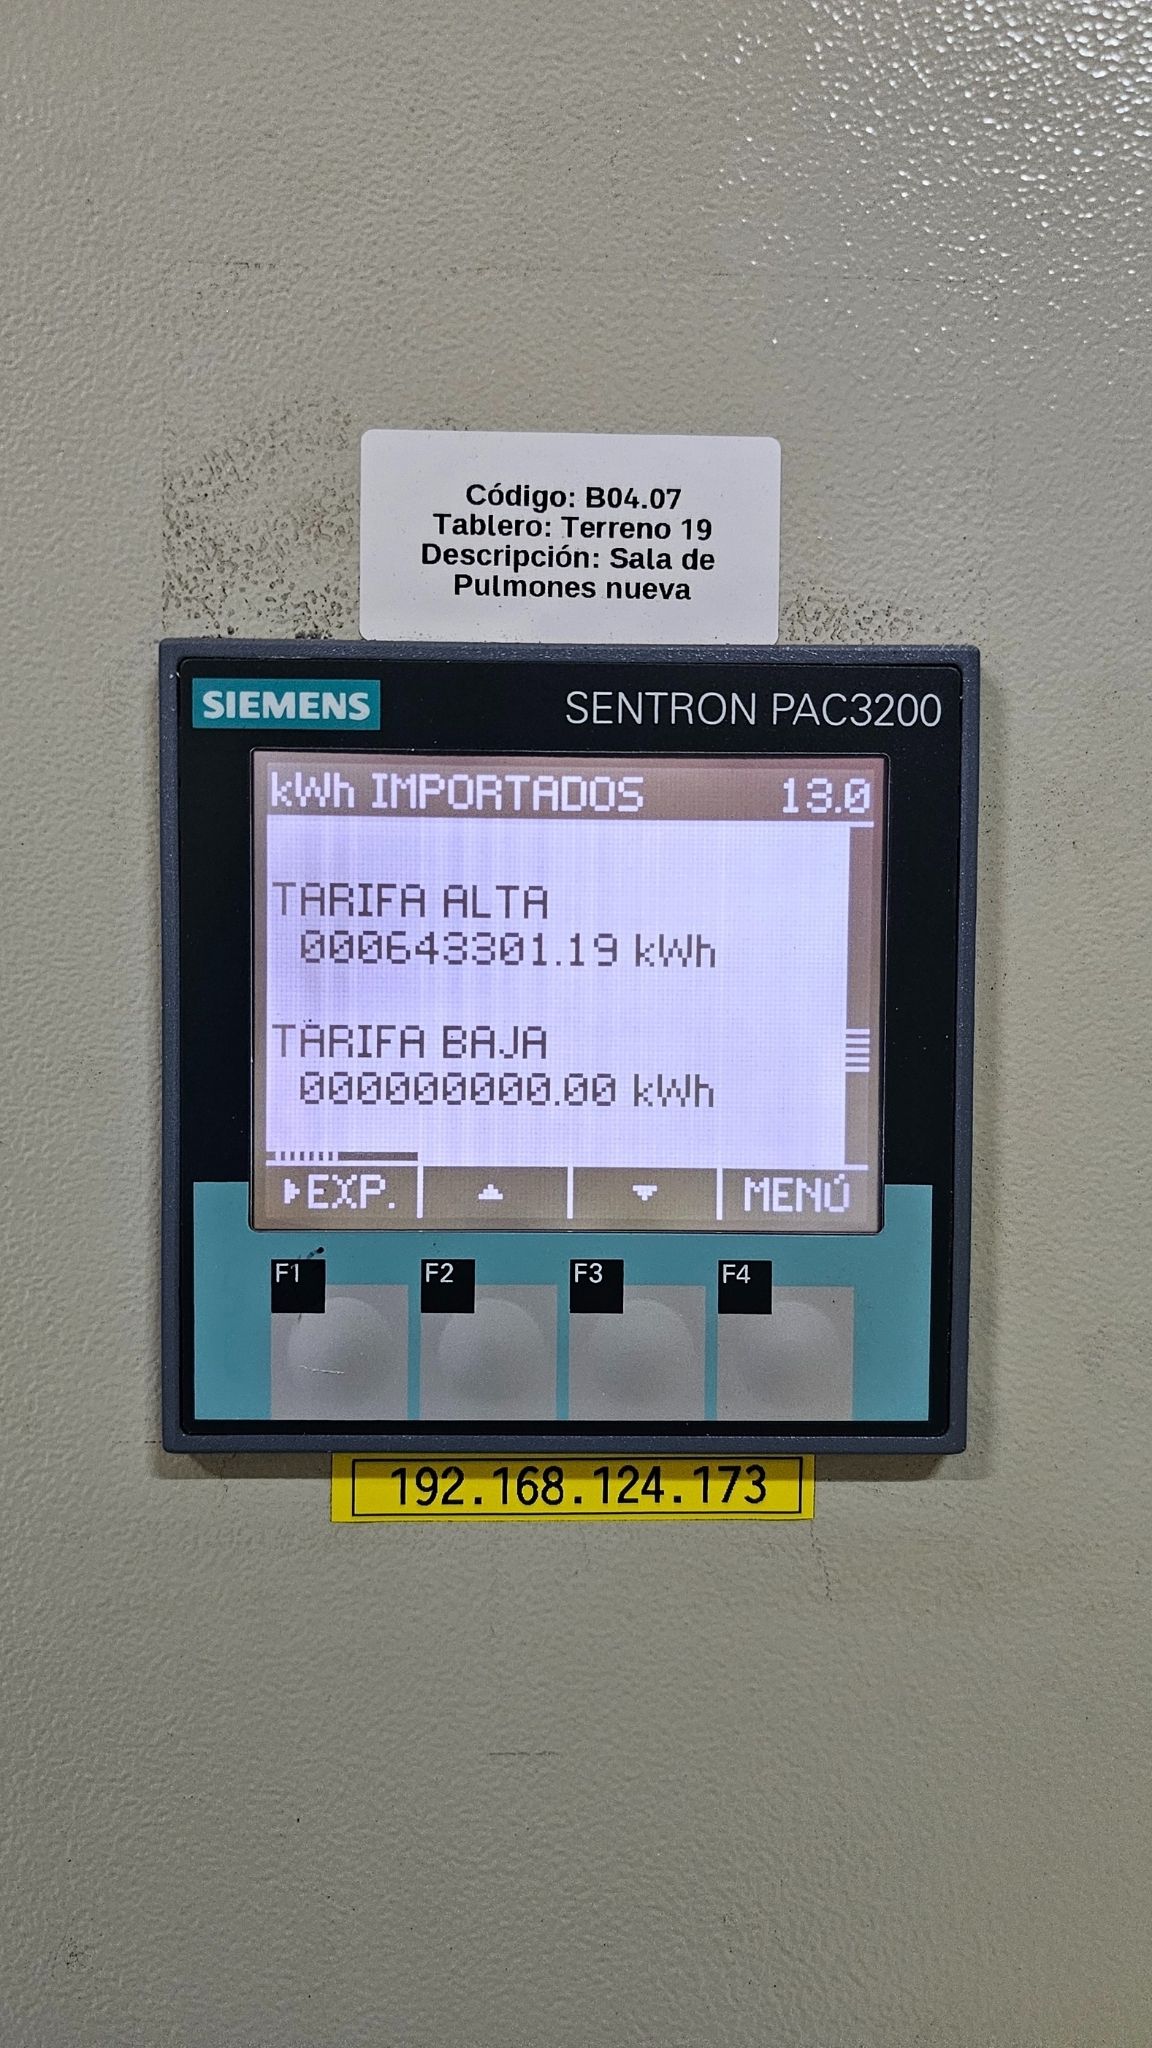 Código: B04.07
Tablero: Terreno 19
Descripción: Sala de
Pulmones nueva
SIEMENS
SENTRON PAC3200
kWh IMPORTADOS 13.0
TARIFA ALTA
000643301.19 kWh
TARIFA BAJA
000000000.00 kWh
▸EXP. ▲ ▼ MENÚ
F1 F2 F3 F4
192.168.124.173